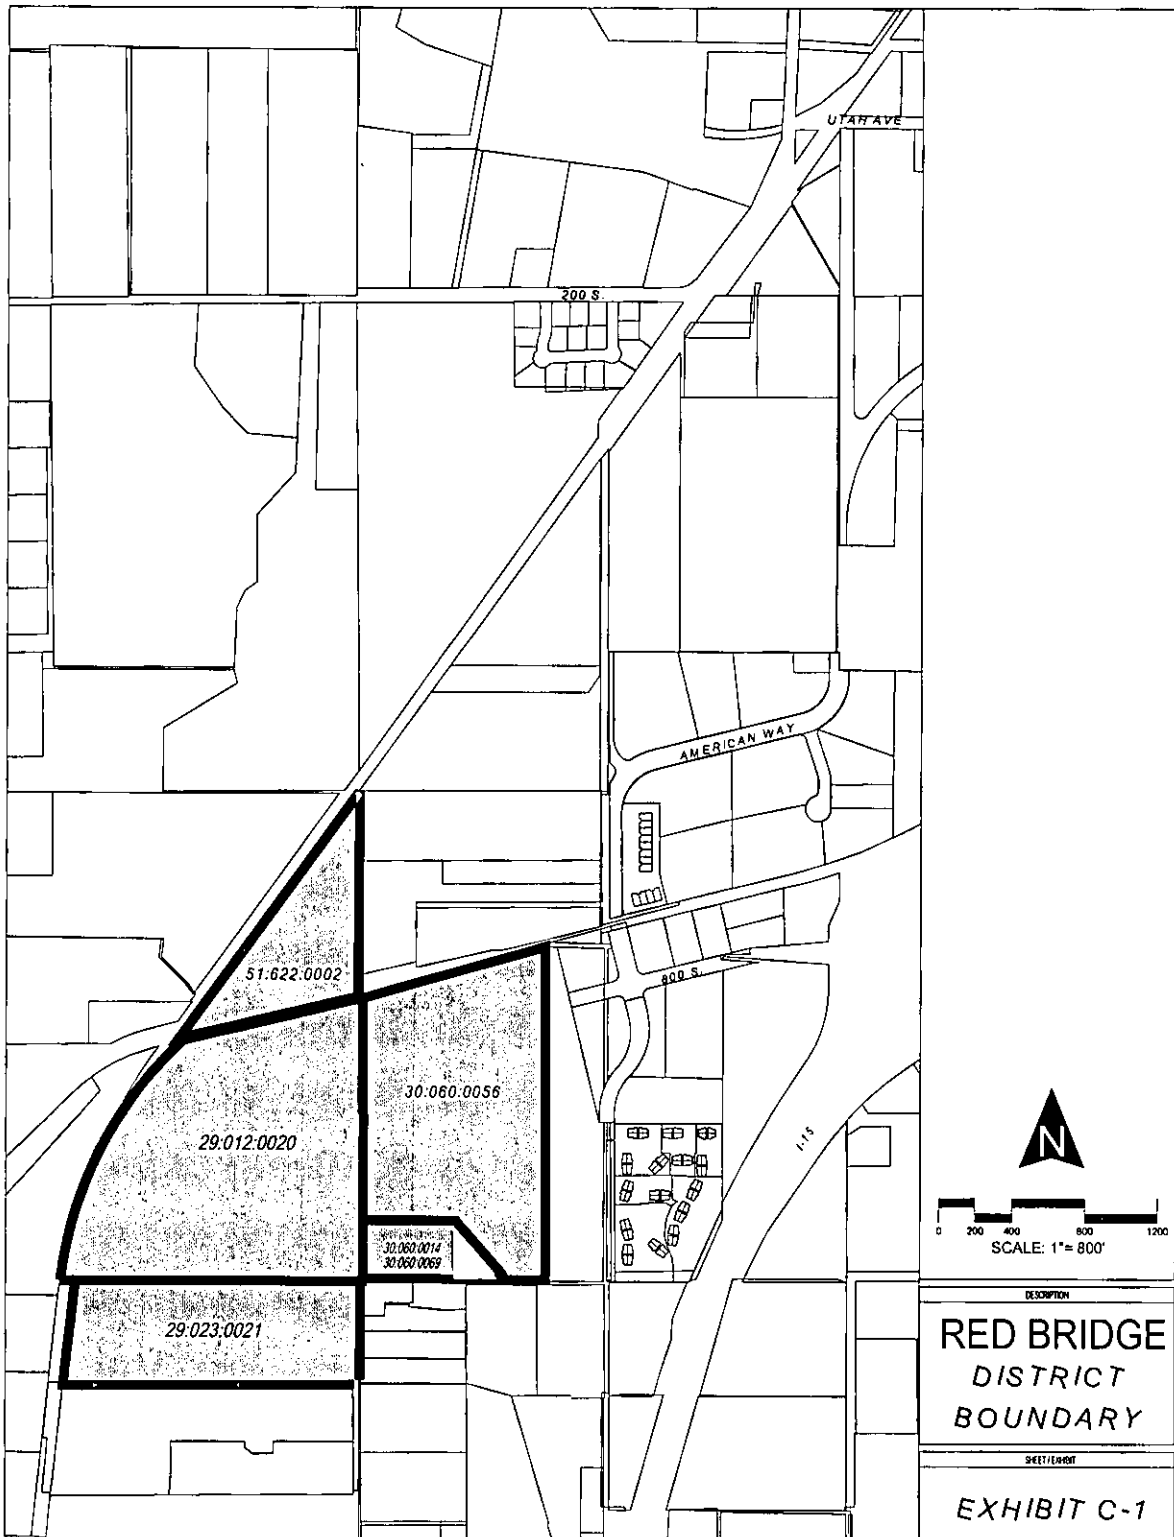 UTAH AVE
200 S.
AMERICAN WAY
51:622:0002
800 S.
30:060:0056
29:012:0020
I-15
N
0 200 400 800 1200
SCALE: 1"= 800'
30:060:0014
30:060:0069
DESCRIPTION
RED BRIDGE
DISTRICT
BOUNDARY
29:023:0021
SHEET / EXHIBIT
EXHIBIT C-1